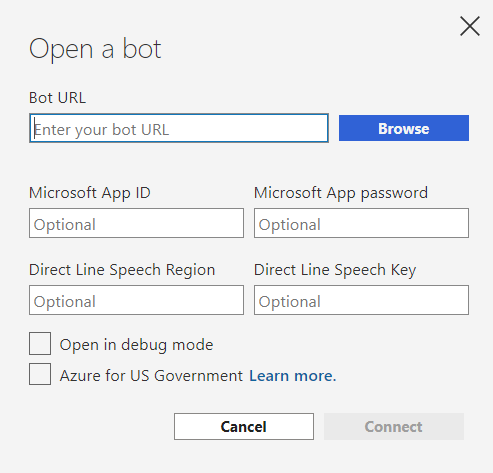 Open a bot
Bot URL
Enter your bot URL
Browse
Microsoft App ID
Microsoft App password
Optional
Optional
Direct Line Speech Region
Direct Line Speech Key
Optional
Optional
Open in debug mode
Azure for US Government Learn more.
Cancel
Connect